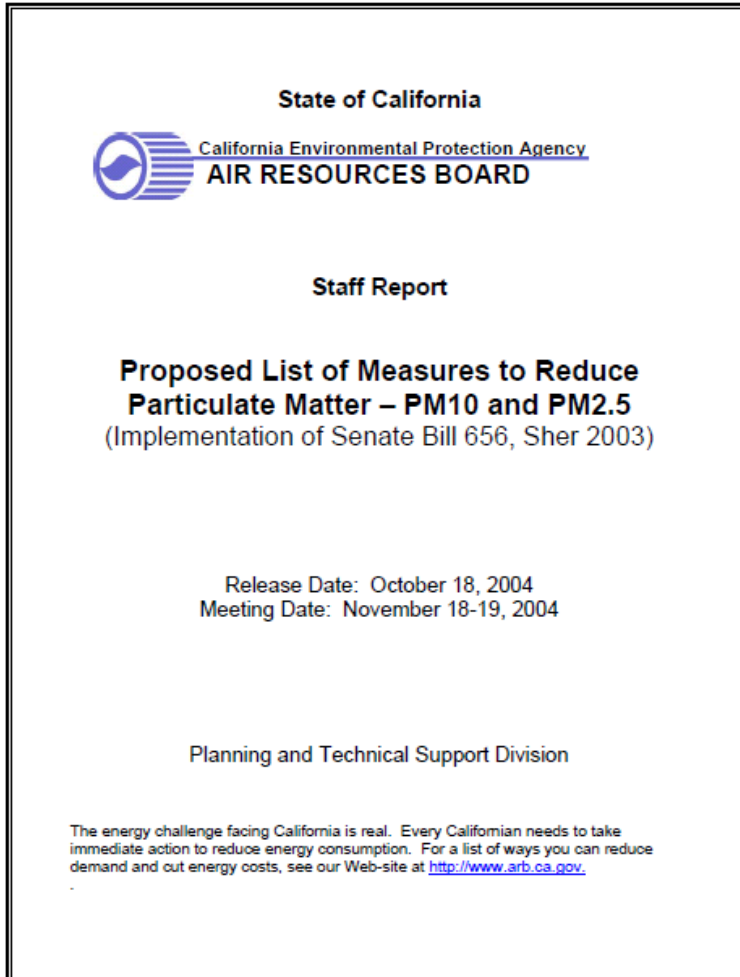 State of California
California Environmental Protection Agency
AIR RESOURCES BOARD
Staff Report
Proposed List of Measures to Reduce
Particulate Matter – PM10 and PM2.5
(Implementation of Senate Bill 656, Sher 2003)
Release Date:  October 18, 2004
Meeting Date:  November 18-19, 2004
Planning and Technical Support Division
The energy challenge facing California is real.  Every Californian needs to take
immediate action to reduce energy consumption.  For a list of ways you can reduce
demand and cut energy costs, see our Web-site at http://www.arb.ca.gov.
.